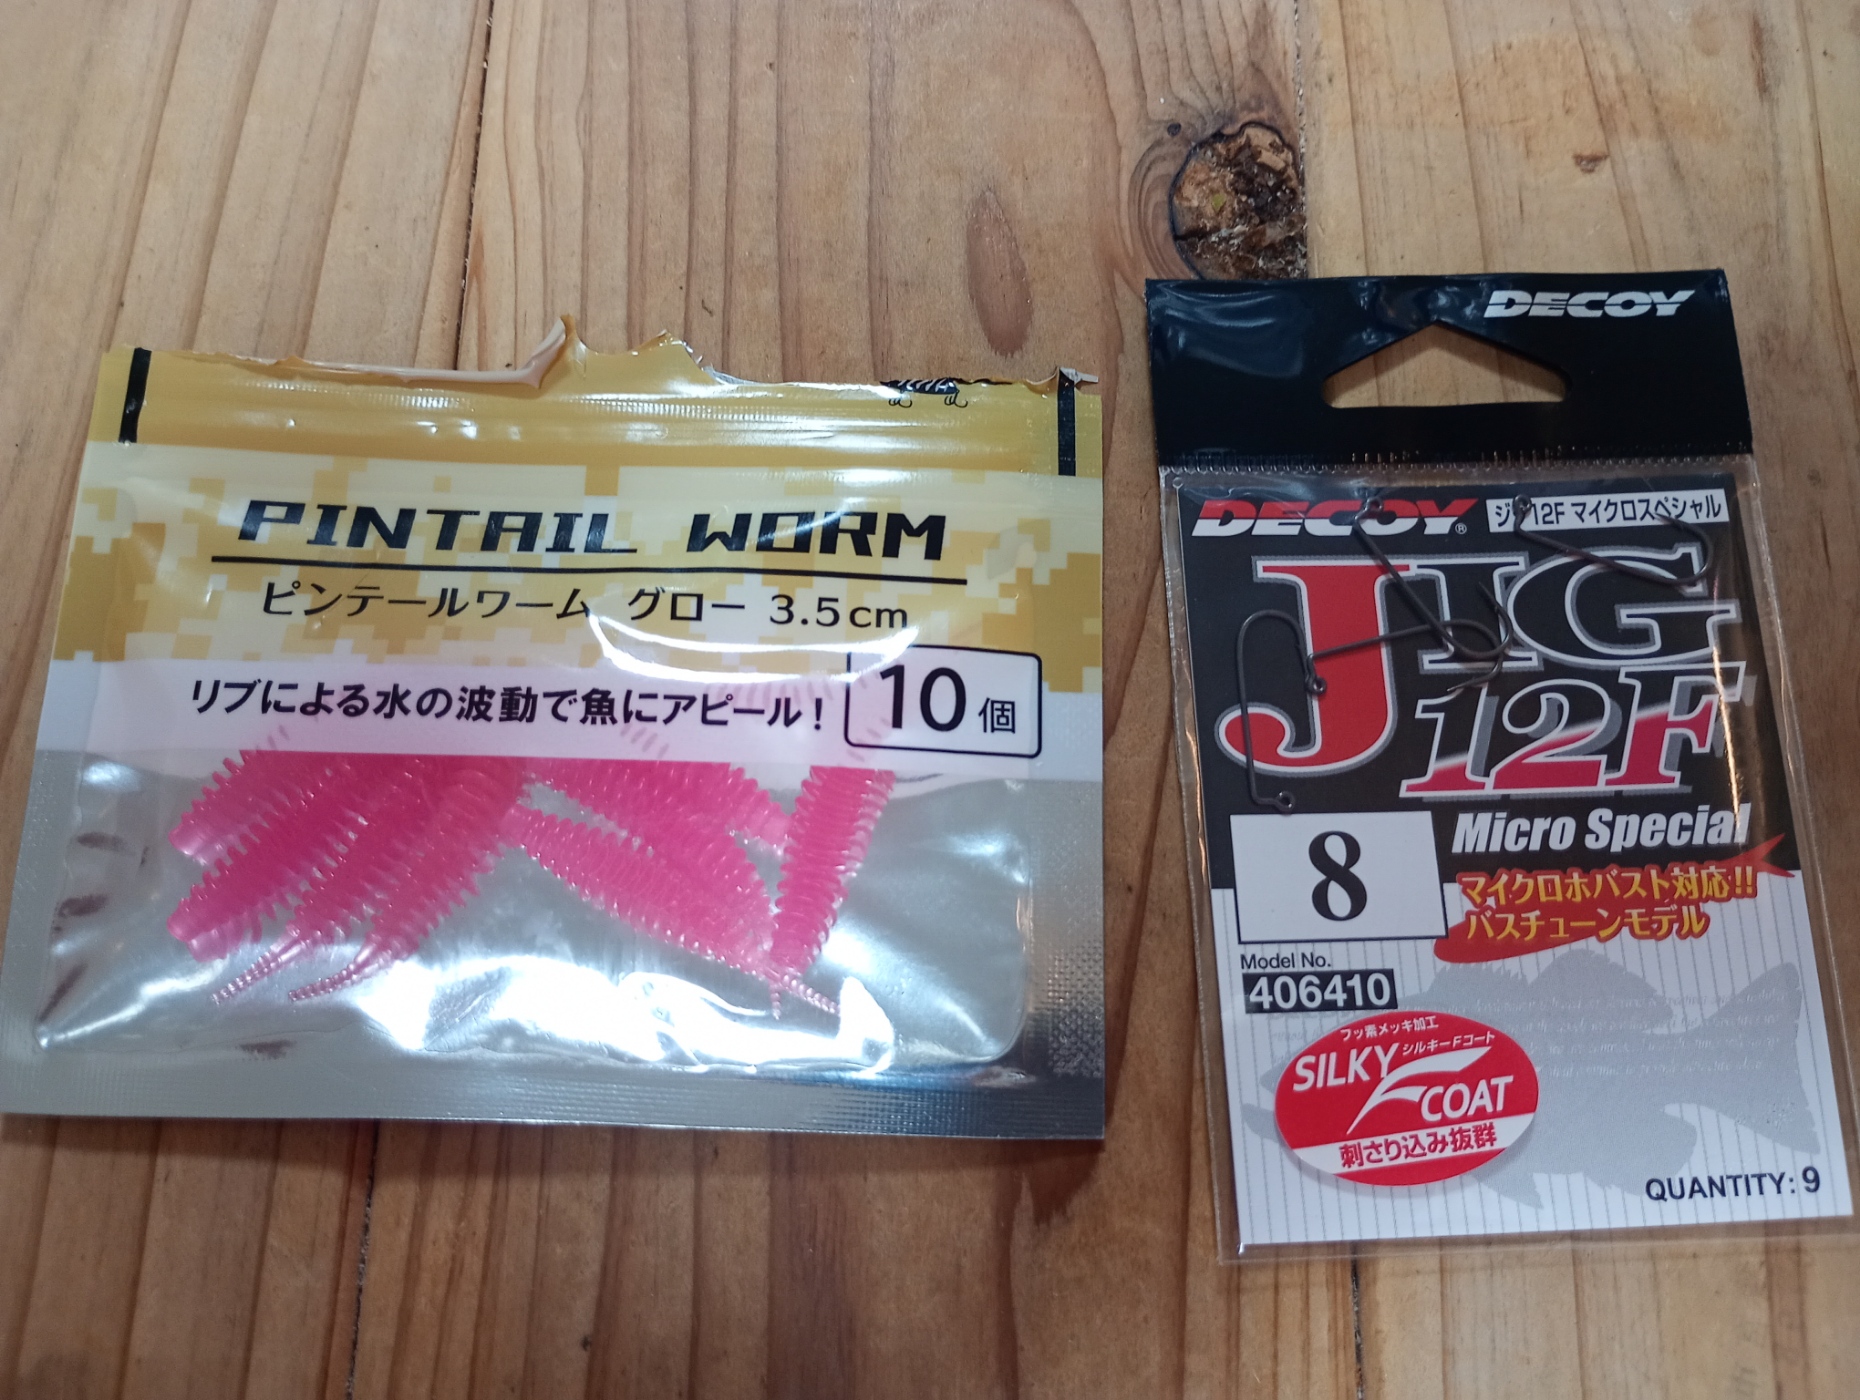 PINTAIL WORM
ピンテールワーム グロー 3.5cm
リブによる水の波動で魚にアピール!
10個
DECOY
DECOY®
ジグ12F マイクロスペシャル
JIG
12F
Micro Special
8
マイクロホバスト対応!!
バスチューンモデル
Model No.
406410
フッ素メッキ加工
シルキーFコート
SILKY F COAT
刺さり込み抜群
QUANTITY: 9